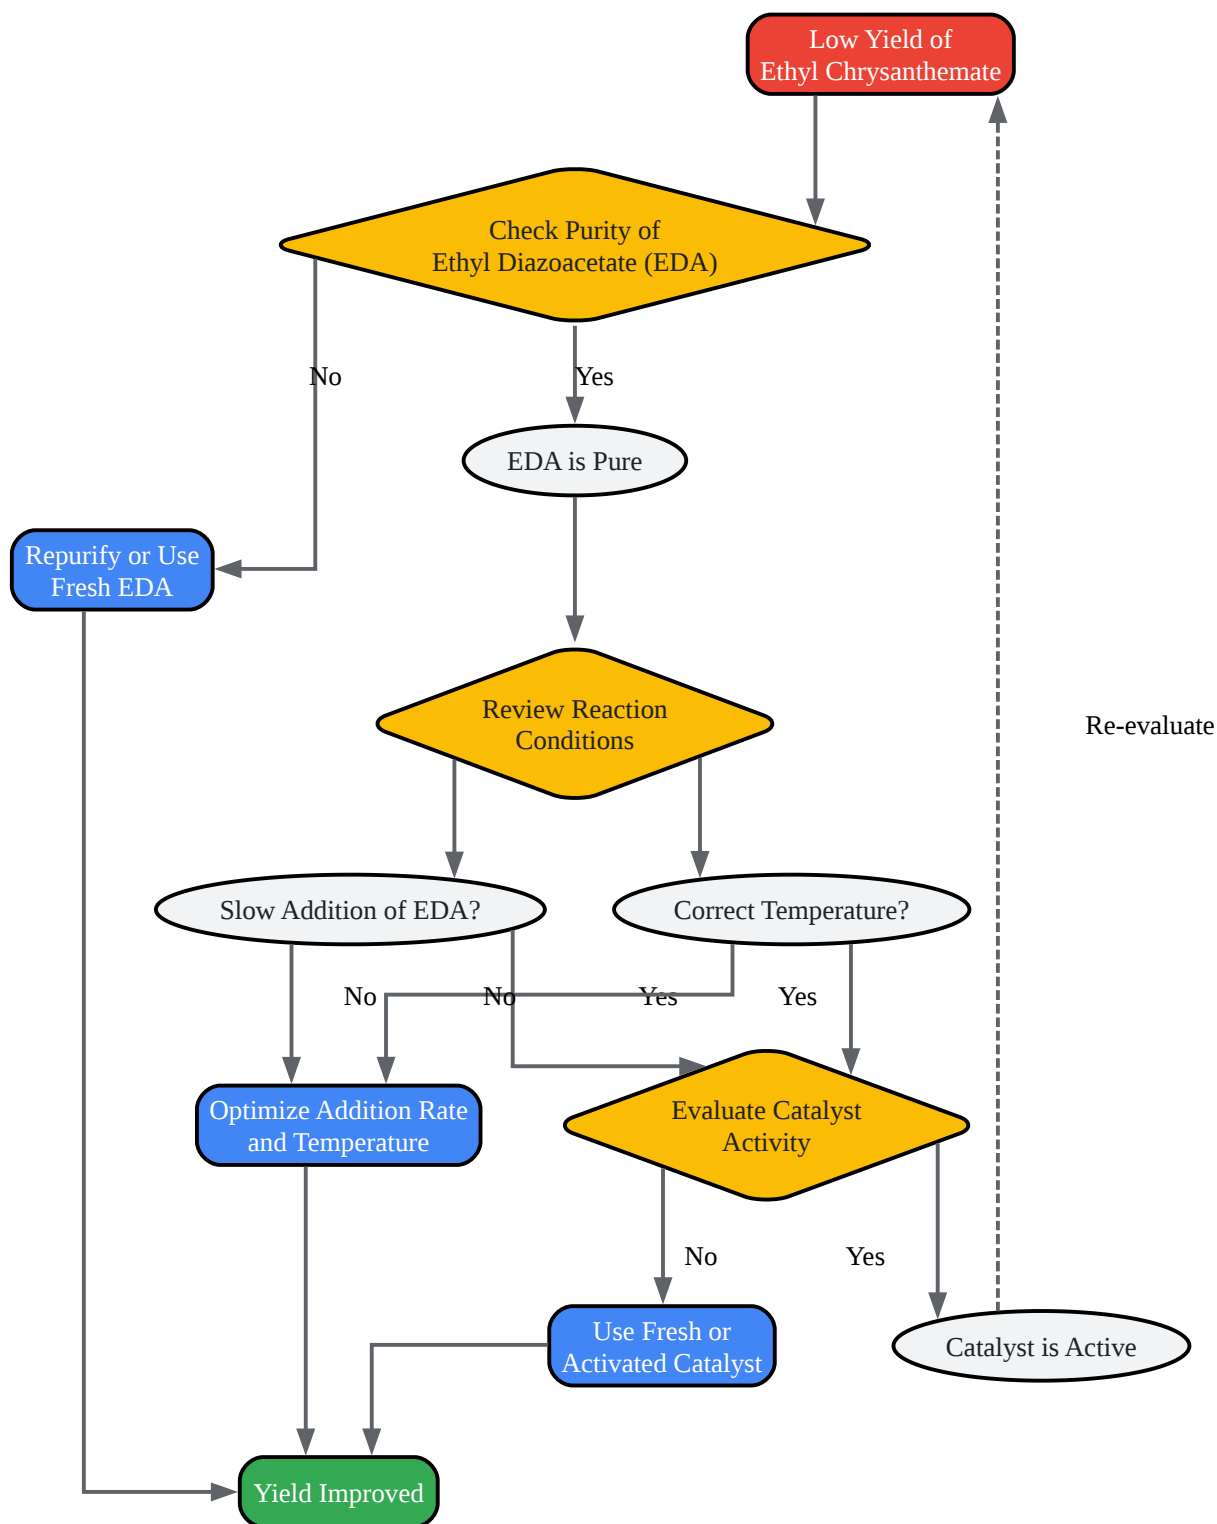 Low Yield of
Ethyl Chrysanthemate
Check Purity of
Ethyl Diazoacetate (EDA)
No
Yes
EDA is Pure
Repurify or Use
Fresh EDA
Review Reaction
Conditions
Re-evaluate
Slow Addition of EDA?
Correct Temperature?
No
No
Yes
Yes
Optimize Addition Rate
and Temperature
Evaluate Catalyst
Activity
No
Yes
Use Fresh or
Activated Catalyst
Catalyst is Active
Yield Improved